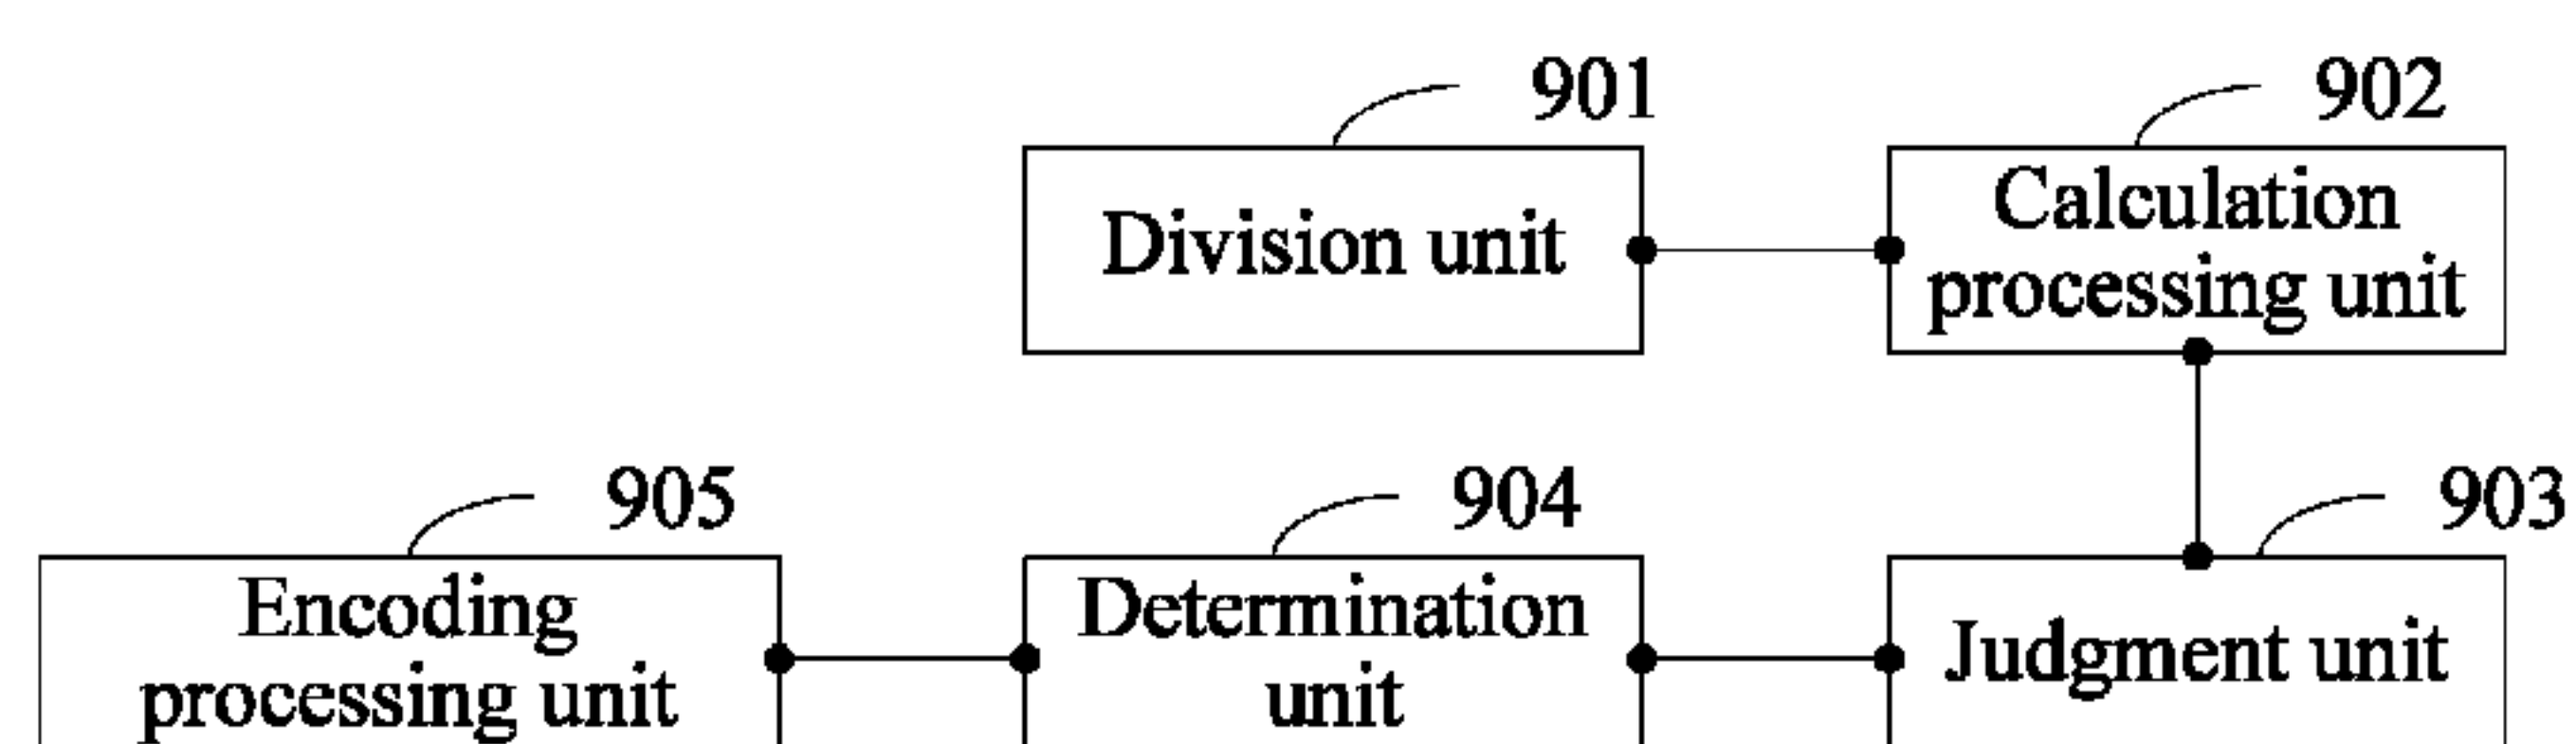 901
902
Division unit
Calculation
processing unit
905
904
903
Encoding
processing unit
Determination
unit
Judgment unit